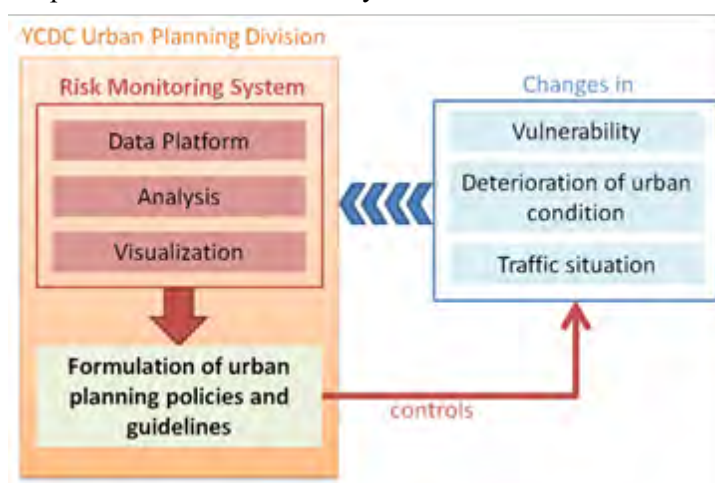 YCDC Urban Planning Division
Risk Monitoring System
Data Platform
Analysis
Visualization
Formulation of urban
planning policies and
guidelines
controls
Changes in
Vulnerability
Deterioration of urban
condition
Traffic situation